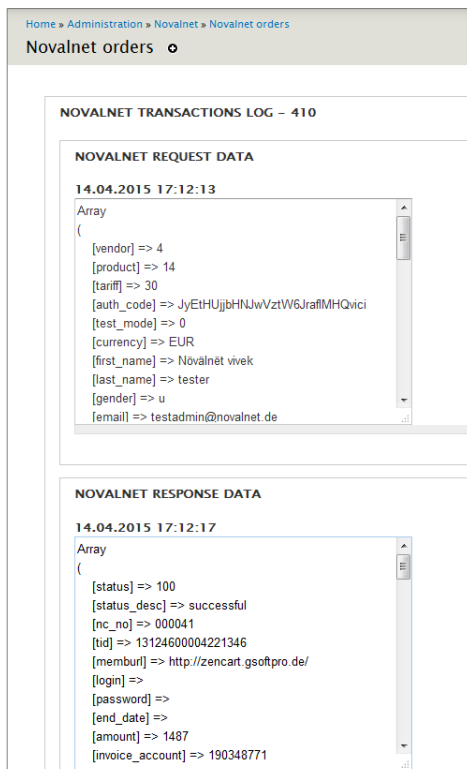 Home » Administration » Novalnet » Novalnet orders
Novalnet orders
NOVALNET TRANSACTIONS LOG – 410
NOVALNET REQUEST DATA
14.04.2015 17:12:13
Array
(
[vendor] => 4
[product] => 14
[tariff] => 30
[auth_code] => JyEtHUjjbHNJwVztW6JraflMHQvici
[test_mode] => 0
[currency] => EUR
[first_name] => Növälnët vivek
[last_name] => tester
[gender] => u
[email] => testadmin@novalnet.de
NOVALNET RESPONSE DATA
14.04.2015 17:12:17
Array
(
[status] => 100
[status_desc] => successful
[nc_no] => 000041
[tid] => 13124600004221346
[memburl] => http://zencart.gsoftpro.de/
[login] =>
[password] =>
[end_date] =>
[amount] => 1487
[invoice_account] => 190348771